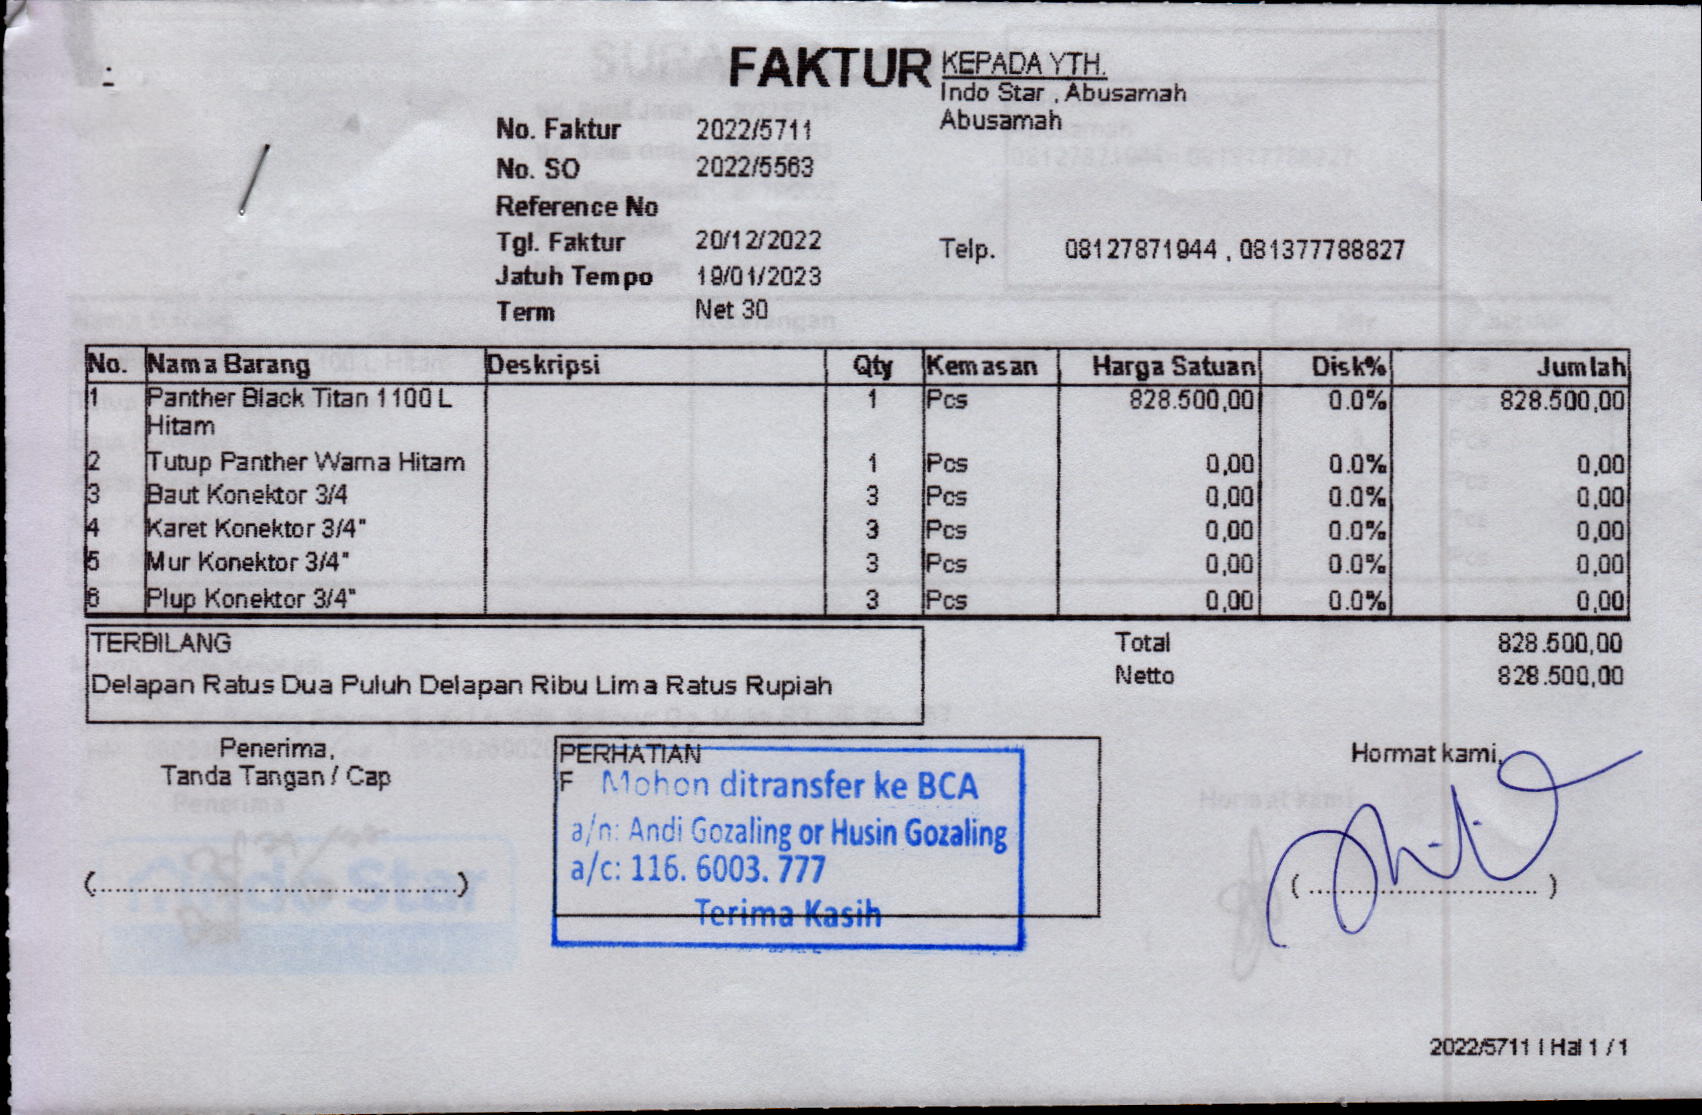 FAKTUR
KEPADA YTH.
Indo Star , Abusamah
Abusamah
No. Faktur 2022/5711
No. SO 2022/5563
Reference No
Tgl. Faktur 20/12/2022
Telp. 08127871944 , 081377788827
Jatuh Tempo 19/01/2023
Term Net 30
No. Nama Barang Deskripsi Qty Kemasan Harga Satuan Disk% Jumlah
1 Panther Black Titan 1100 L 1 Pcs 828.500,00 0.0% 828.500,00
Hitam
2 Tutup Panther Warna Hitam 1 Pcs 0,00 0.0% 0,00
3 Baut Konektor 3/4 3 Pcs 0,00 0.0% 0,00
4 Karet Konektor 3/4" 3 Pcs 0,00 0.0% 0,00
5 Mur Konektor 3/4" 3 Pcs 0,00 0.0% 0,00
6 Plup Konektor 3/4" 3 Pcs 0,00 0.0% 0,00
TERBILANG
Delapan Ratus Dua Puluh Delapan Ribu Lima Ratus Rupiah
Total 828.500,00
Netto 828.500,00
Penerima,
Tanda Tangan / Cap
(..........................................)
PERHATIAN
F
Mohon ditransfer ke BCA
a/n: Andi Gozaling or Husin Gozaling
a/c: 116. 6003. 777
Terima Kasih
Hormat kami,
( .......................... )
2022/5711 | Hal 1 / 1